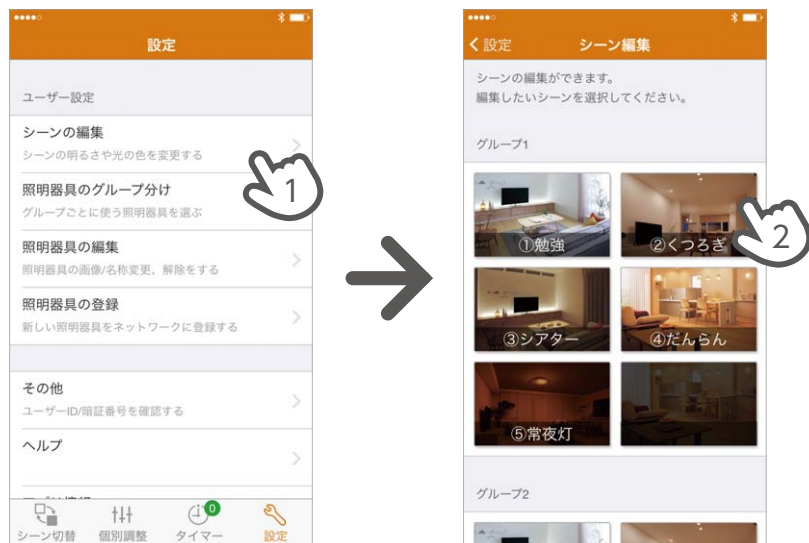 設定
ユーザー設定
シーンの編集
シーンの明るさや光の色を変更する
1
照明器具のグループ分け
グループごとに使う照明器具を選ぶ
照明器具の編集
照明器具の画像/名称変更、解除をする
照明器具の登録
新しい照明器具をネットワークに登録する
その他
ユーザーID/暗証番号を確認する
ヘルプ
0
シーン切替 個別調整 タイマー 設定
設定 シーン編集
シーンの編集ができます。
編集したいシーンを選択してください。
グループ1
①勉強 ②くつろぎ
2
③シアター ④だんらん
⑤常夜灯
グループ2